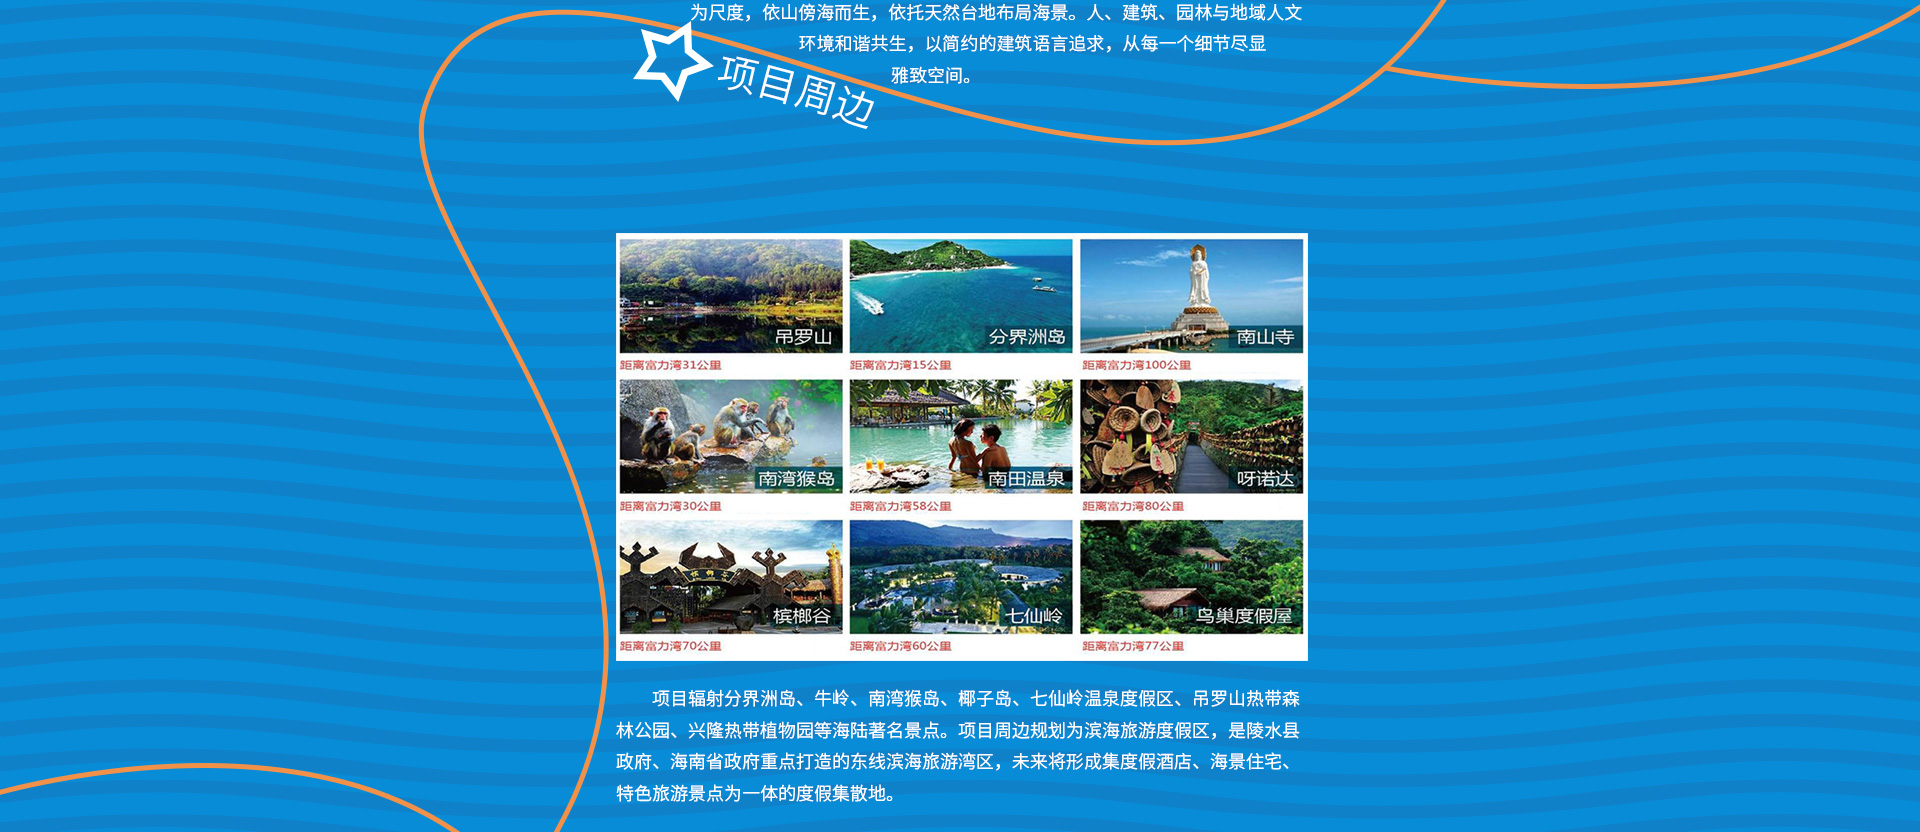 为尺度，依山傍海而生，依托天然台地布局海景。人、建筑、园林与地域人文
环境和谐共生，以简约的建筑语言追求，从每一个细节尽显
雅致空间。
项目周边
吊罗山
分界洲岛
南山寺
距离富力湾31公里
距离富力湾15公里
距离富力湾100公里
南湾猴岛
南田温泉
呀诺达
距离富力湾30公里
距离富力湾58公里
距离富力湾80公里
槟榔谷
槟榔谷
七仙岭
鸟巢度假屋
距离富力湾70公里
距离富力湾60公里
距离富力湾77公里
项目辐射分界洲岛、牛岭、南湾猴岛、椰子岛、七仙岭温泉度假区、吊罗山热带森
林公园、兴隆热带植物园等海陆著名景点。项目周边规划为滨海旅游度假区，是陵水县
政府、海南省政府重点打造的东线滨海旅游湾区，未来将形成集度假酒店、海景住宅、
特色旅游景点为一体的度假集散地。